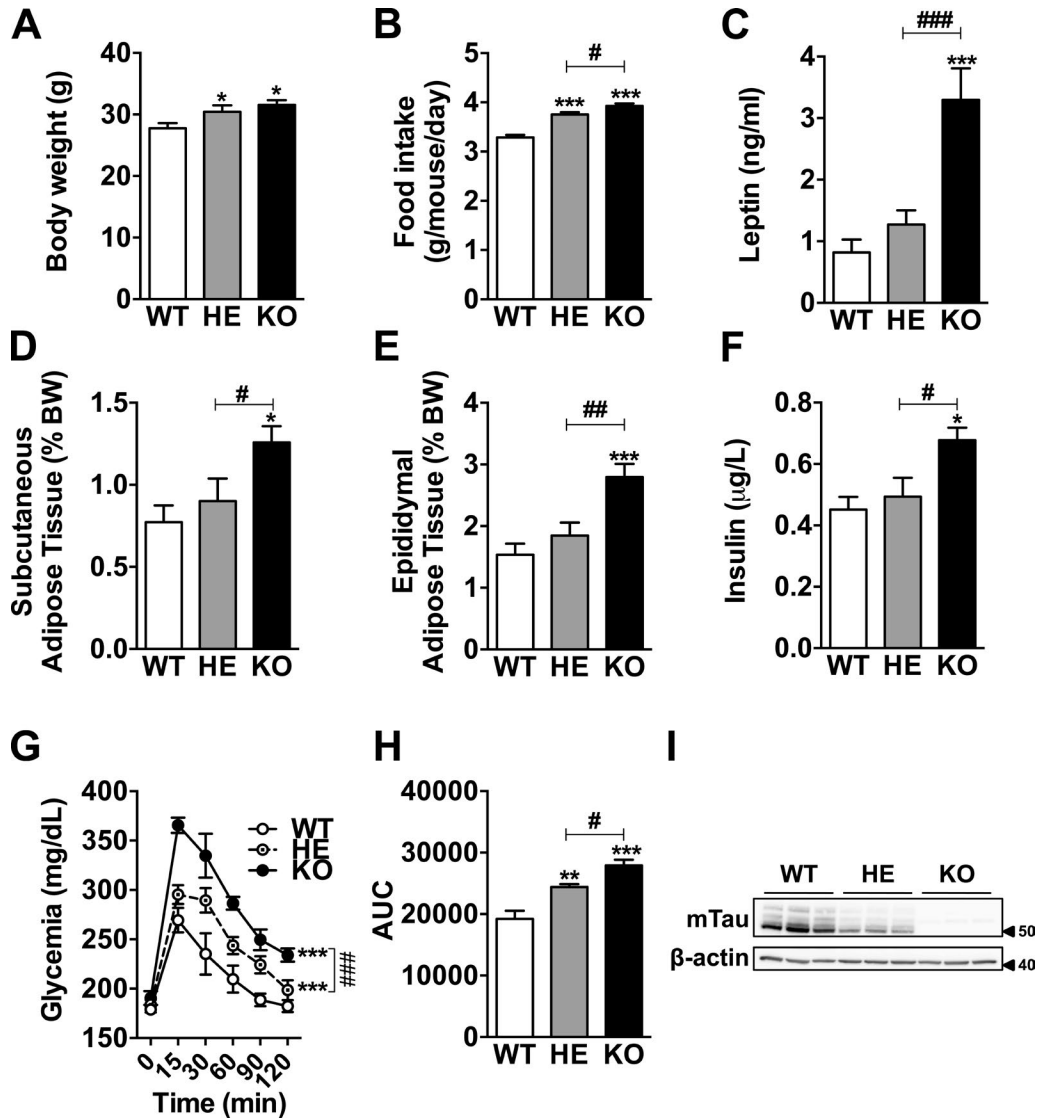 A
Body weight (g)
40
30
20
10
0
*
*
WT HE KO
B
Food intake
(g/mouse/day)
5
4
3
2
1
0
#
***
***
WT HE KO
C
Leptin (ng/ml)
4
3
2
1
0
###
***
WT HE KO
D
Subcutaneous
Adipose Tissue (% BW)
1.5
1.0
0.5
0.0
#
*
WT HE KO
E
Epididymal
Adipose Tissue (% BW)
4
3
2
1
0
##
***
WT HE KO
F
Insulin (μg/L)
0.8
0.6
0.4
0.2
0.0
#
*
WT HE KO
G
Glycemia (mg/dL)
400
350
300
250
200
150
WT
HE
KO
***
***
###
0 15 30 60 90 120
Time (min)
H
AUC
40000
30000
20000
10000
0
#
**
***
WT HE KO
I
WT HE KO
mTau
50
β-actin
40